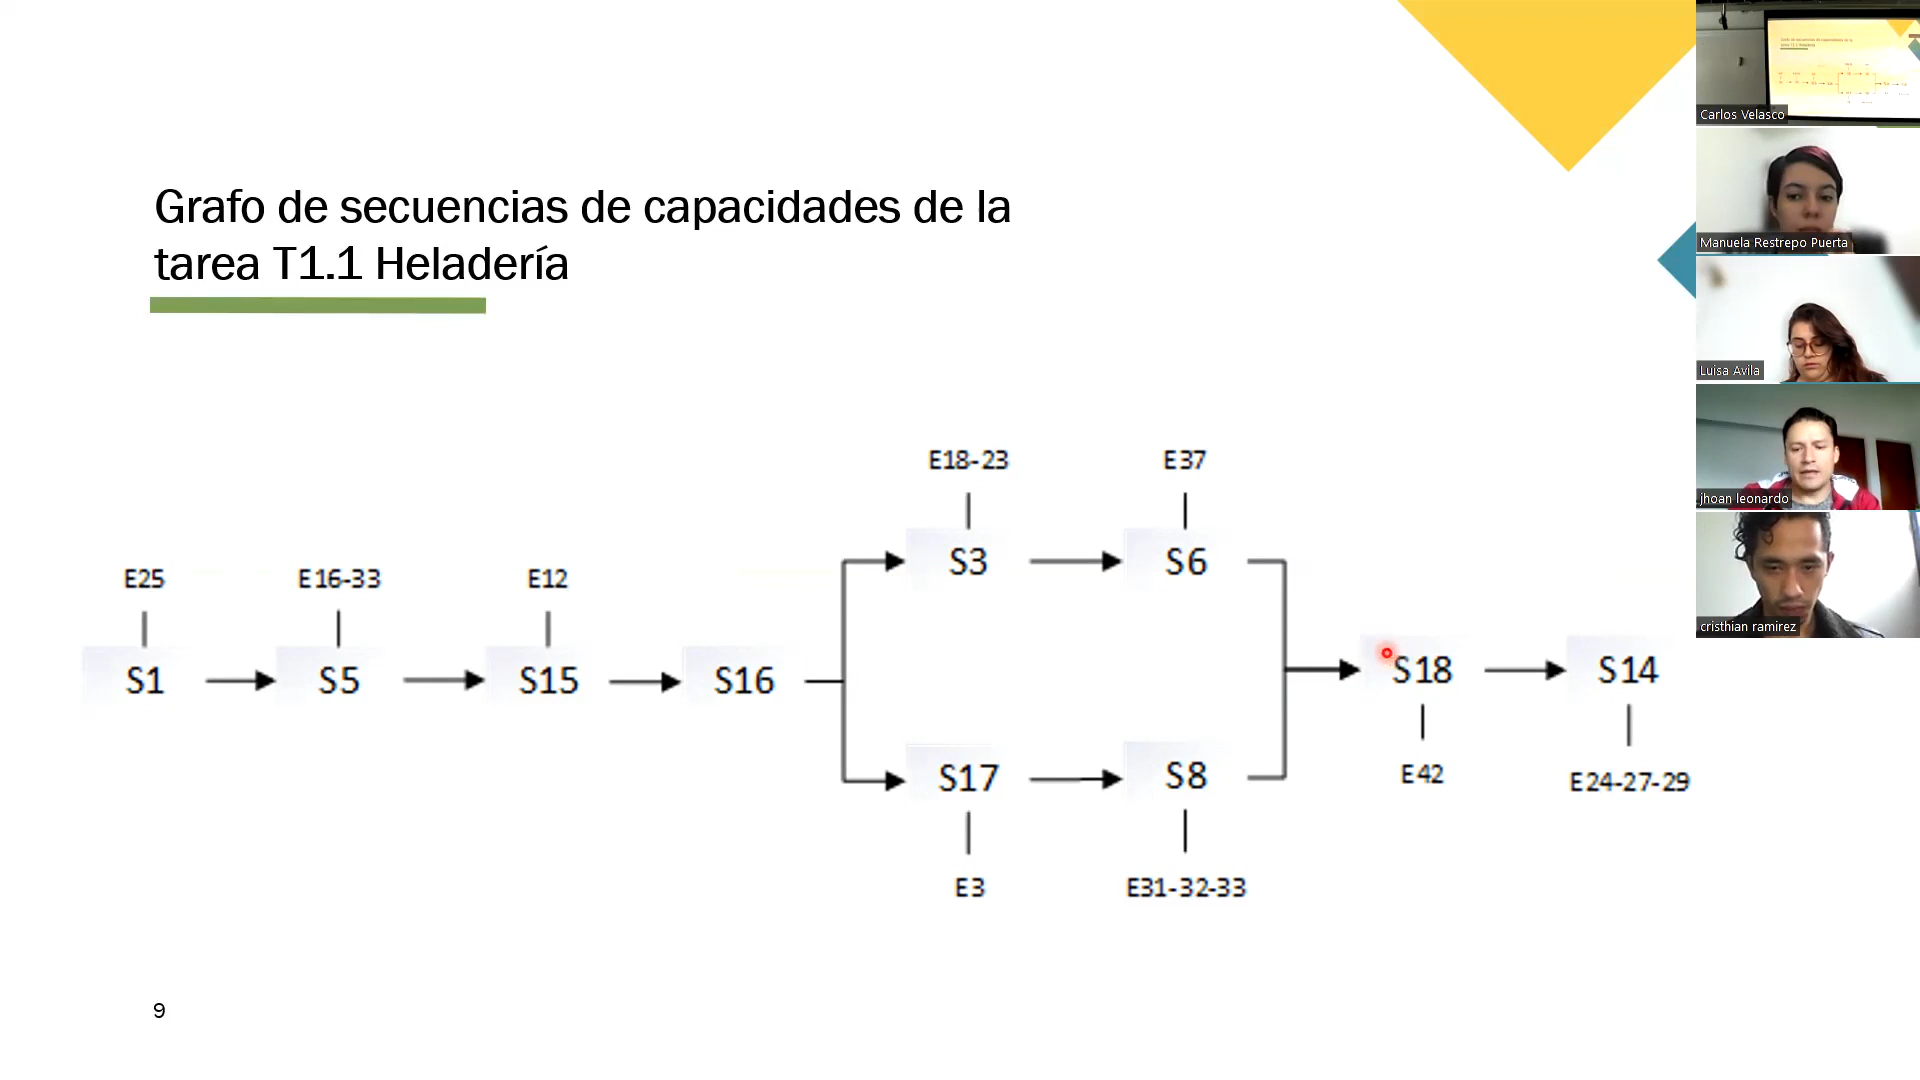 Grafo de secuencias de capacidades de la
tarea T1.1 Heladería
E18-23
E37
S3
S6
E25
E16-33
E12
S1
S5
S15
S16
S18
S14
S17
S8
E42
E24-27-29
E3
E31-32-33
9
Carlos Velasco
Manuela Restrepo Puerta
Luisa Avila
jhoan leonardo
cristhian ramirez